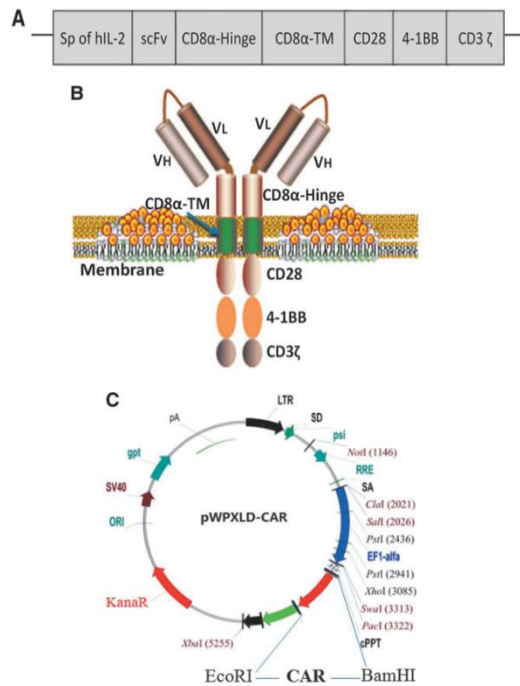 A
Sp of hIL-2 scFv CD8α-Hinge CD8α-TM CD28 4-1BB CD3 ζ
B
VL VL
VH VH
CD8α-TM CD8α-Hinge
Membrane
CD28
4-1BB
CD3ζ
C
LTR
pA SD
psi
gpt NotI (1146)
RRE
SV40 SA
ClaI (2021)
pWPXLD-CAR SalI (2026)
ORI PstI (2436)
EF1-alfa
PstI (2941)
KanaR XhoI (3085)
SwaI (3313)
PacI (3322)
XbaI (5255) cPPT
EcoRI CAR BamHI